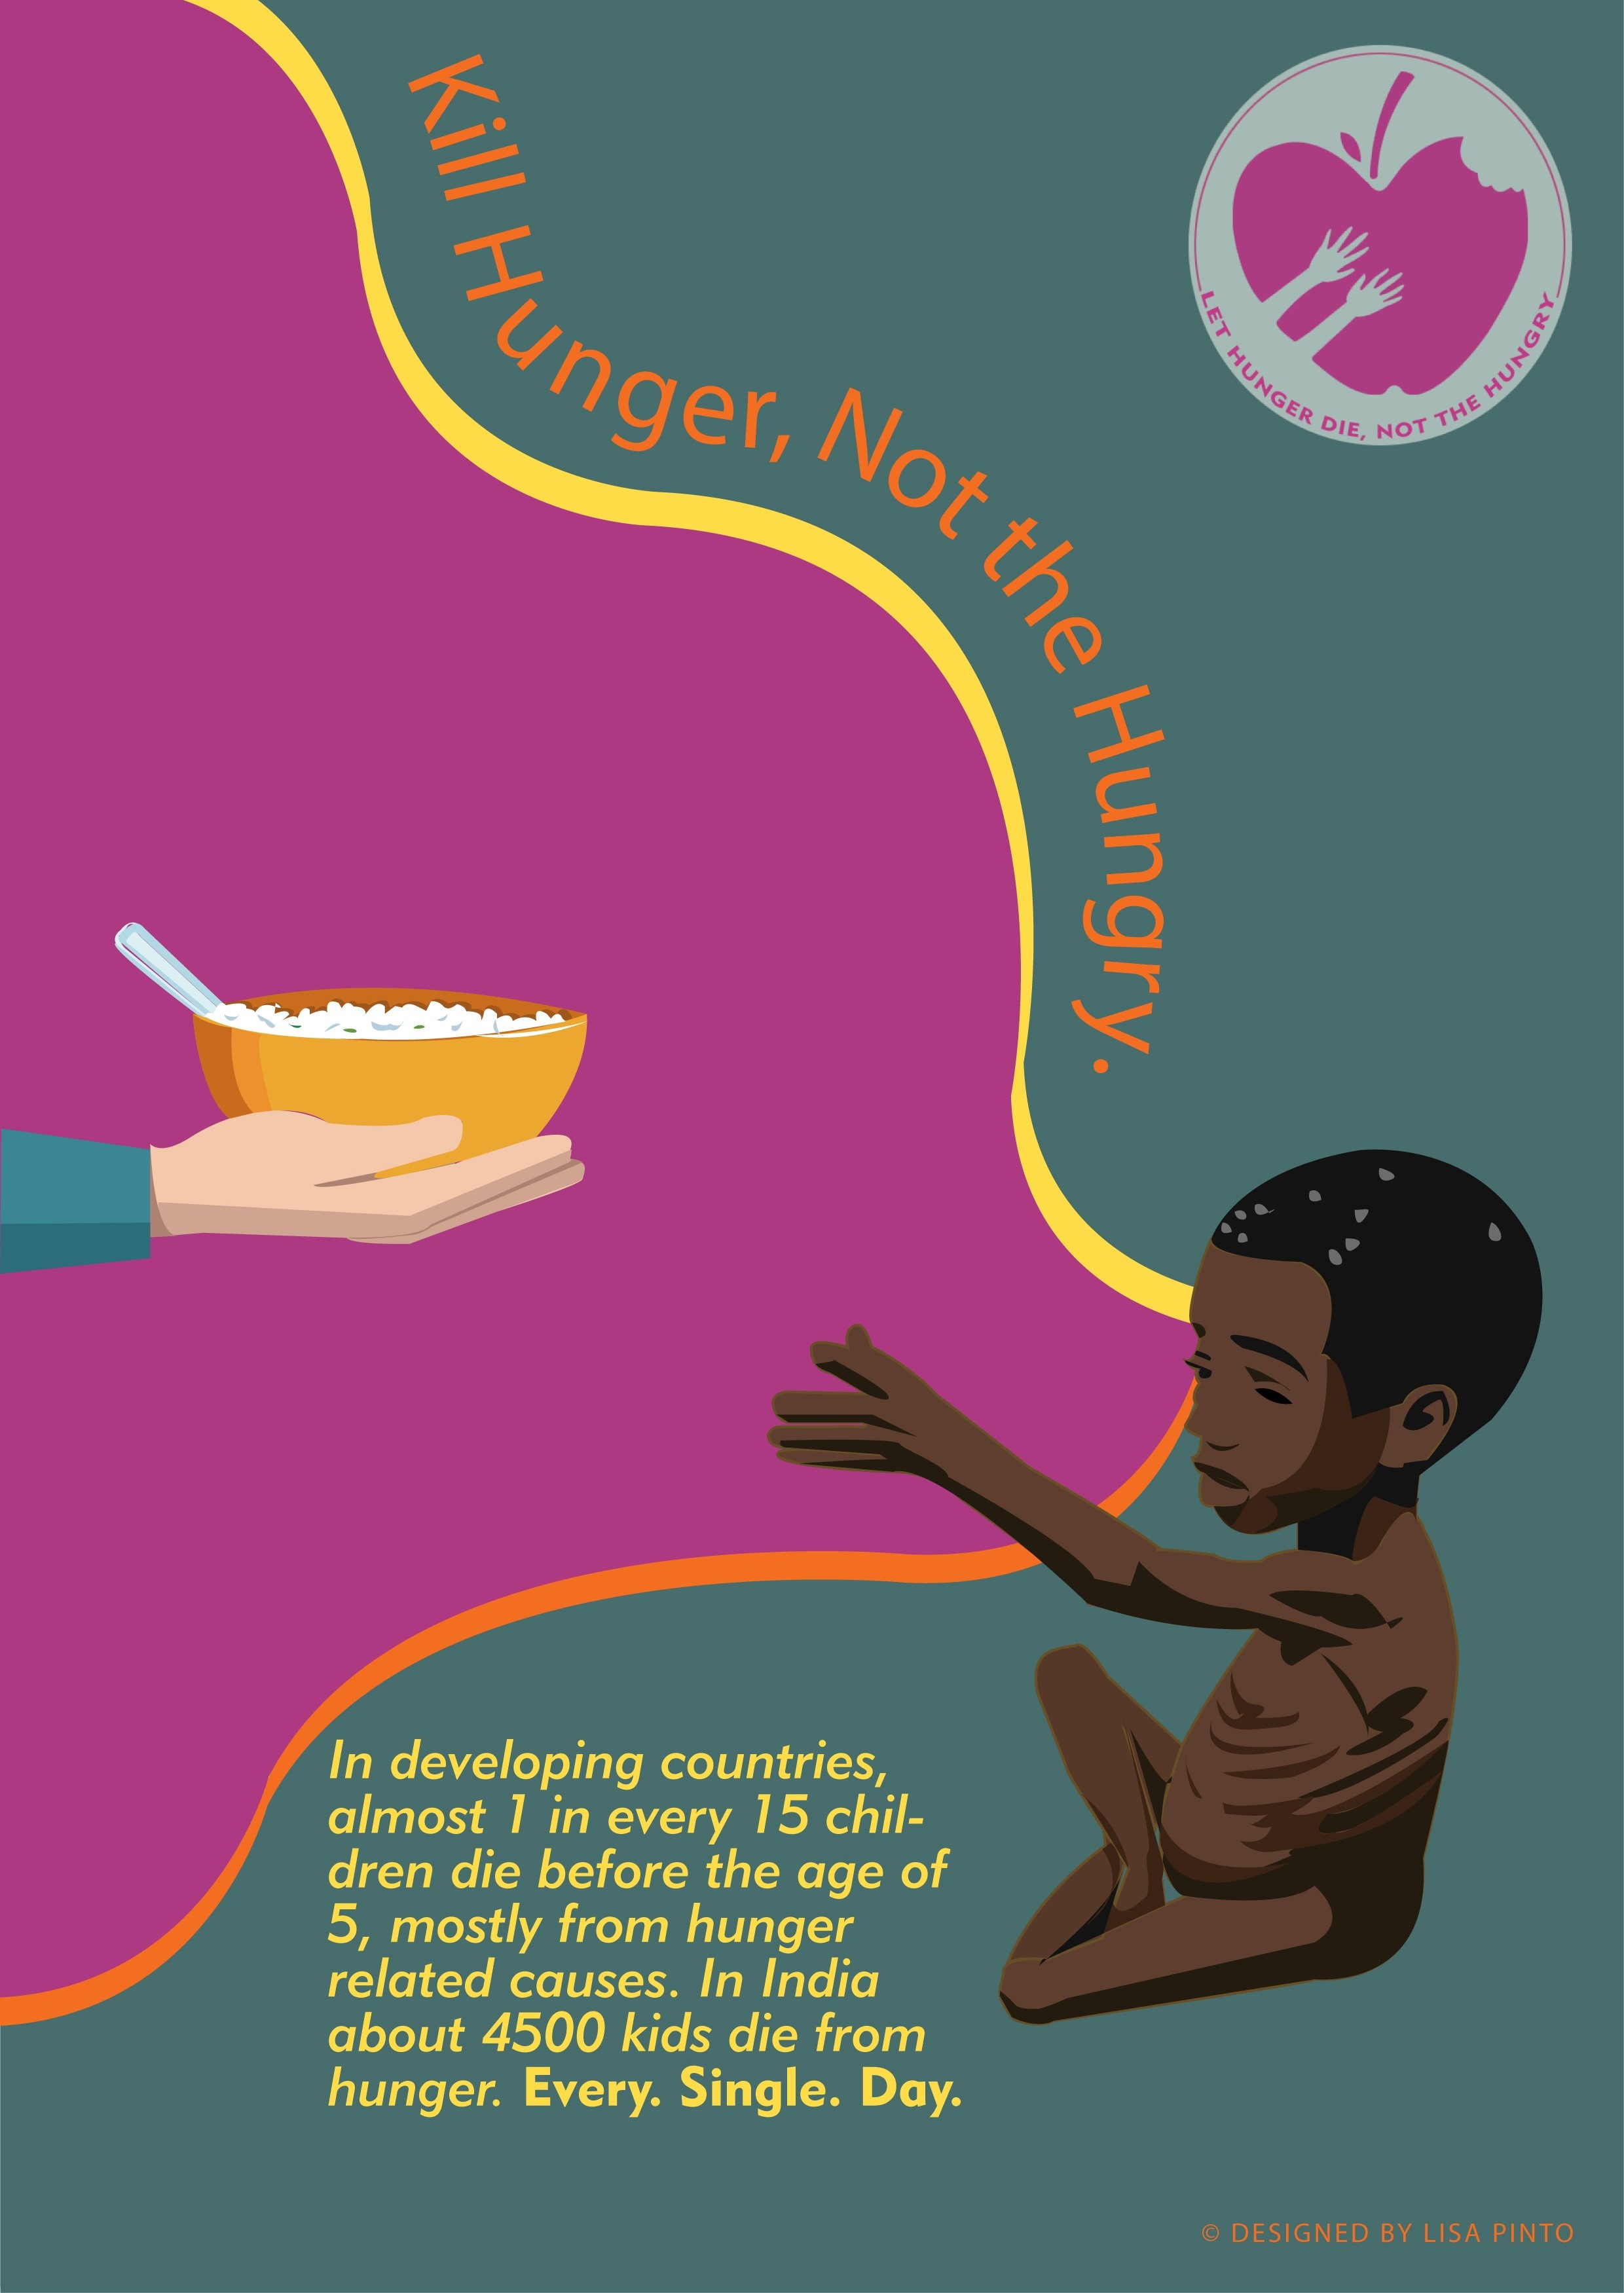 Kill Hunger, Not the Hungry.
LET HUNGER DIE, NOT THE HUNGRY
In developing countries,
almost 1 in every 15 chil-
dren die before the age of
5, mostly from hunger
related causes. In India
about 4500 kids die from
hunger. Every. Single. Day.
© DESIGNED BY LISA PINTO